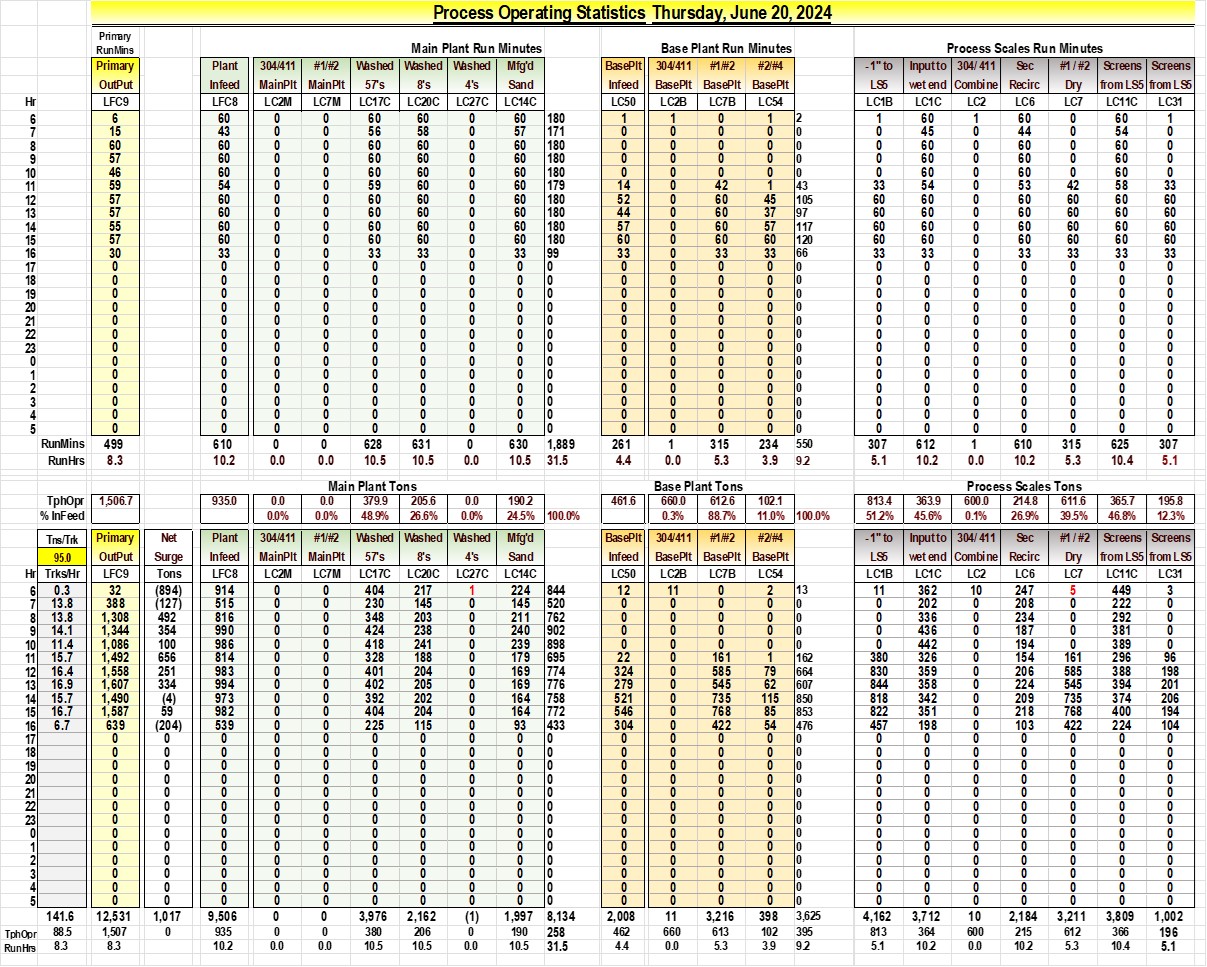 Process Operating Statistics Thursday, June 20, 2024
Primary
RunMins Main Plant Run Minutes Base Plant Run Minutes Process Scales Run Minutes
Primary Plant 304/411 #1/#2 Washed Washed Washed Mfg'd BasePlt 304/411 #1/#2 #2/#4 -1" to Input to 304/ 411 Sec #1 / #2 Screens Screens
OutPut Infeed MainPlt MainPlt 57's 8's 4's Sand Infeed BasePlt BasePlt BasePlt LS5 wet end Combine Recirc Dry from LS5 from LS5
Hr LFC9 LFC8 LC2M LC7M LC17C LC20C LC27C LC14C LC50 LC2B LC7B LC54 LC1B LC1C LC2 LC6 LC7 LC11C LC31
6 6 60 0 0 60 60 0 60 180 1 1 0 1 2 1 60 1 60 0 60 1
7 15 43 0 0 56 58 0 57 171 0 0 0 0 0 0 45 0 44 0 54 0
8 60 60 0 0 60 60 0 60 180 0 0 0 0 0 0 60 0 60 0 60 0
9 57 60 0 0 60 60 0 60 180 0 0 0 0 0 0 60 0 60 0 60 0
10 46 60 0 0 60 60 0 60 180 0 0 0 0 0 0 60 0 60 0 60 0
11 59 54 0 0 59 60 0 60 179 14 0 42 1 43 33 54 0 53 42 58 33
12 57 60 0 0 60 60 0 60 180 52 0 60 45 105 60 60 0 60 60 60 60
13 57 60 0 0 60 60 0 60 180 44 0 60 37 97 60 60 0 60 60 60 60
14 55 60 0 0 60 60 0 60 180 57 0 60 57 117 60 60 0 60 60 60 60
15 57 60 0 0 60 60 0 60 180 60 0 60 60 120 60 60 0 60 60 60 60
16 30 33 0 0 33 33 0 33 99 33 0 33 33 66 33 33 0 33 33 33 33
17 0 0 0 0 0 0 0 0 0 0 0 0 0 0 0 0 0 0 0 0 0
18 0 0 0 0 0 0 0 0 0 0 0 0 0 0 0 0 0 0 0 0 0
19 0 0 0 0 0 0 0 0 0 0 0 0 0 0 0 0 0 0 0 0 0
20 0 0 0 0 0 0 0 0 0 0 0 0 0 0 0 0 0 0 0 0 0
21 0 0 0 0 0 0 0 0 0 0 0 0 0 0 0 0 0 0 0 0 0
22 0 0 0 0 0 0 0 0 0 0 0 0 0 0 0 0 0 0 0 0 0
23 0 0 0 0 0 0 0 0 0 0 0 0 0 0 0 0 0 0 0 0 0
0 0 0 0 0 0 0 0 0 0 0 0 0 0 0 0 0 0 0 0 0 0
1 0 0 0 0 0 0 0 0 0 0 0 0 0 0 0 0 0 0 0 0 0
2 0 0 0 0 0 0 0 0 0 0 0 0 0 0 0 0 0 0 0 0 0
3 0 0 0 0 0 0 0 0 0 0 0 0 0 0 0 0 0 0 0 0 0
4 0 0 0 0 0 0 0 0 0 0 0 0 0 0 0 0 0 0 0 0 0
5 0 0 0 0 0 0 0 0 0 0 0 0 0 0 0 0 0 0 0 0 0
RunMins 499 610 0 0 628 631 0 630 1,889 261 1 315 234 550 307 612 1 610 315 625 307
RunHrs 8.3 10.2 0.0 0.0 10.5 10.5 0.0 10.5 31.5 4.4 0.0 5.3 3.9 9.2 5.1 10.2 0.0 10.2 5.3 10.4 5.1
Main Plant Tons Base Plant Tons Process Scales Tons
TphOpr 1,506.7 935.0 0.0 0.0 379.9 205.6 0.0 190.2 461.6 660.0 612.6 102.1 813.4 363.9 600.0 214.8 611.6 365.7 195.8
% InFeed 0.0% 0.0% 48.9% 26.6% 0.0% 24.5% 100.0% 0.3% 88.7% 11.0% 100.0% 51.2% 45.6% 0.1% 26.9% 39.5% 46.8% 12.3%
Tns/Trk Primary Net Plant 304/411 #1/#2 Washed Washed Washed Mfg'd BasePlt 304/411 #1/#2 #2/#4 -1" to Input to 304/ 411 Sec #1 / #2 Screens Screens
95.0 OutPut Surge Infeed MainPlt MainPlt 57's 8's 4's Sand Infeed BasePlt BasePlt BasePlt LS5 wet end Combine Recirc Dry from LS5 from LS5
Hr Trks/Hr LFC9 Tons LFC8 LC2M LC7M LC17C LC20C LC27C LC14C LC50 LC2B LC7B LC54 LC1B LC1C LC2 LC6 LC7 LC11C LC31
6 0.3 32 (894) 914 0 0 404 217 1 224 844 12 11 0 2 13 11 362 10 247 5 449 3
7 13.8 388 (127) 515 0 0 230 145 0 145 520 0 0 0 0 0 0 202 0 208 0 222 0
8 13.8 1,308 492 816 0 0 348 203 0 211 762 0 0 0 0 0 0 336 0 234 0 292 0
9 14.1 1,344 354 990 0 0 424 238 0 240 902 0 0 0 0 0 0 436 0 187 0 381 0
10 11.4 1,086 100 986 0 0 418 241 0 239 898 0 0 0 0 0 0 442 0 194 0 389 0
11 15.7 1,492 656 814 0 0 328 188 0 179 695 22 0 161 1 162 380 326 0 154 161 296 96
12 16.4 1,558 251 983 0 0 401 204 0 169 774 324 0 585 79 664 830 359 0 206 585 388 198
13 16.9 1,607 334 994 0 0 402 205 0 169 776 279 0 545 62 607 844 358 0 224 545 394 201
14 15.7 1,490 (4) 973 0 0 392 202 0 164 758 521 0 735 115 850 818 342 0 209 735 374 206
15 16.7 1,587 59 982 0 0 404 204 0 164 772 546 0 768 85 853 822 351 0 218 768 400 194
16 6.7 639 (204) 539 0 0 225 115 0 93 433 304 0 422 54 476 457 198 0 103 422 224 104
17 0 0 0 0 0 0 0 0 0 0 0 0 0 0 0 0 0 0 0 0 0 0
18 0 0 0 0 0 0 0 0 0 0 0 0 0 0 0 0 0 0 0 0 0 0
19 0 0 0 0 0 0 0 0 0 0 0 0 0 0 0 0 0 0 0 0 0 0
20 0 0 0 0 0 0 0 0 0 0 0 0 0 0 0 0 0 0 0 0 0 0
21 0 0 0 0 0 0 0 0 0 0 0 0 0 0 0 0 0 0 0 0 0 0
22 0 0 0 0 0 0 0 0 0 0 0 0 0 0 0 0 0 0 0 0 0 0
23 0 0 0 0 0 0 0 0 0 0 0 0 0 0 0 0 0 0 0 0 0 0
0 0 0 0 0 0 0 0 0 0 0 0 0 0 0 0 0 0 0 0 0 0 0
1 0 0 0 0 0 0 0 0 0 0 0 0 0 0 0 0 0 0 0 0 0 0
2 0 0 0 0 0 0 0 0 0 0 0 0 0 0 0 0 0 0 0 0 0 0
3 0 0 0 0 0 0 0 0 0 0 0 0 0 0 0 0 0 0 0 0 0 0
4 0 0 0 0 0 0 0 0 0 0 0 0 0 0 0 0 0 0 0 0 0 0
5 0 0 0 0 0 0 0 0 0 0 0 0 0 0 0 0 0 0 0 0 0 0
141.6 12,531 1,017 9,506 0 0 3,976 2,162 (1) 1,997 8,134 2,008 11 3,216 398 3,625 4,162 3,712 10 2,184 3,211 3,809 1,002
TphOpr 88.5 1,507 0 935 0 0 380 206 0 190 258 462 660 613 102 395 813 364 600 215 612 366 196
RunHrs 8.3 8.3 10.2 0.0 0.0 10.5 10.5 0.0 10.5 31.5 4.4 0.0 5.3 3.9 9.2 5.1 10.2 0.0 10.2 5.3 10.4 5.1